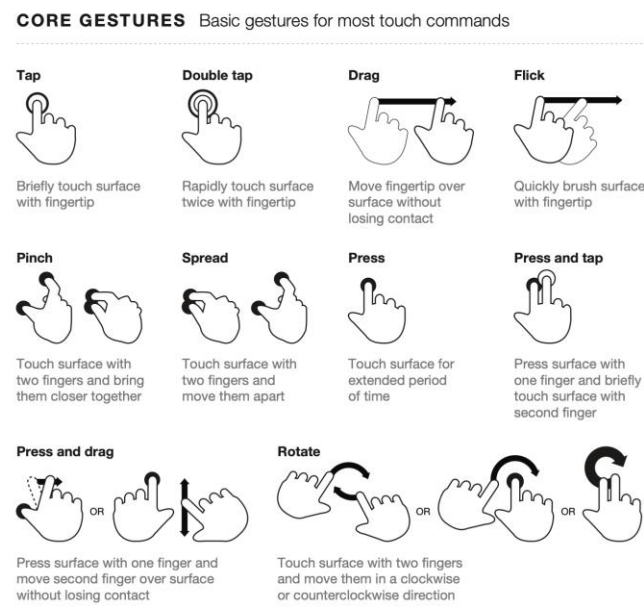 CORE GESTURES Basic gestures for most touch commands
Tap
Briefly touch surface
with fingertip
Double tap
Rapidly touch surface
twice with fingertip
Drag
Move fingertip over
surface without
losing contact
Flick
Quickly brush surface
with fingertip
Pinch
Touch surface with
two fingers and bring
them closer together
Spread
Touch surface with
two fingers and
move them apart
Press
Touch surface for
extended period
of time
Press and tap
Press surface with
one finger and briefly
touch surface with
second finger
Press and drag
OR
Press surface with one finger and
move second finger over surface
without losing contact
Rotate
OR
OR
Touch surface with two fingers
and move them in a clockwise
or counterclockwise direction